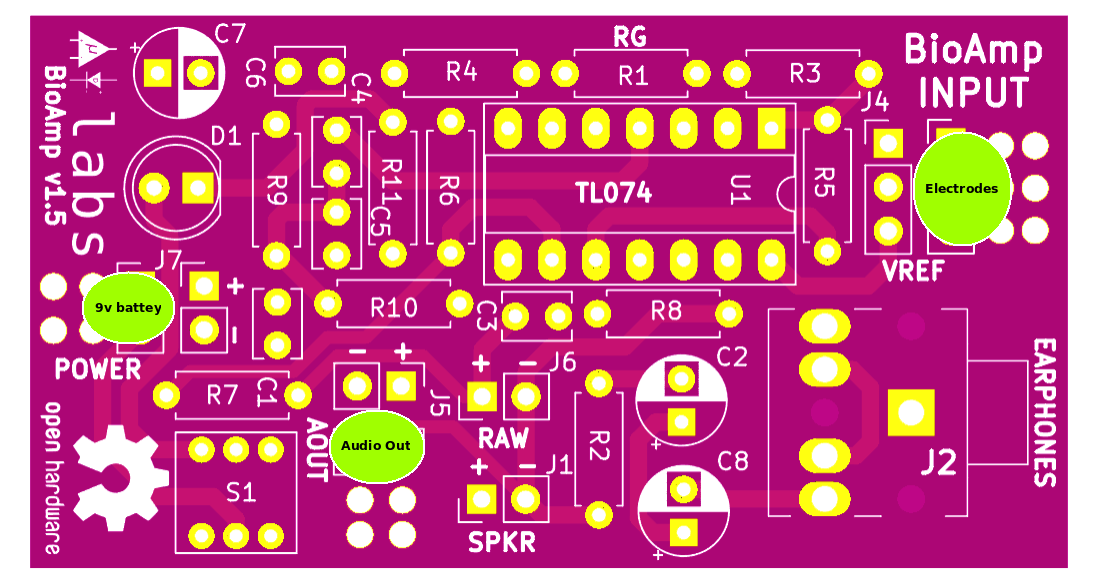 C7
µ
BioAmp v1.5
labs
C6
C4
R4
RG
R1
R3
BioAmp
INPUT
J4
D1
R9
R11
C5
R6
TL074
U1
R5
Electrodes
VREF
J7
+
-
9v battey
POWER
R10
C3
R8
C2
+
R7
C1
- +
J5
AOUT
Audio Out
+ -
J6
RAW
+ -
J1
SPKR
R2
C8
+
J2
EARPHONES
S1
open hardware